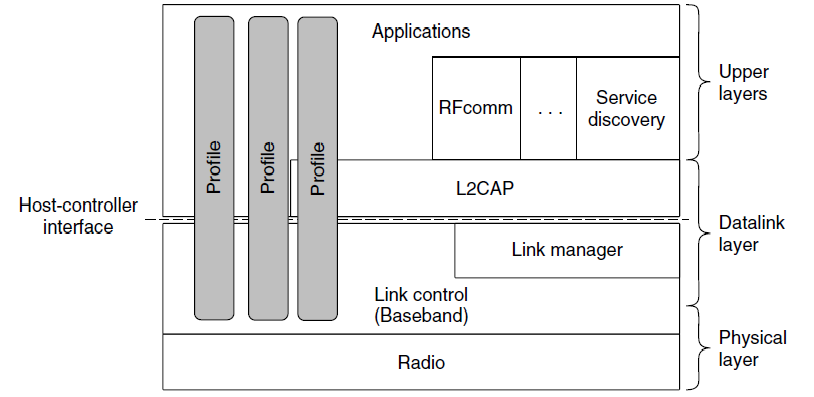 Applications
Upper
layers
RFcomm
. . .
Service
discovery
Profile
Profile
Profile
L2CAP
Host-controller
interface
Datalink
layer
Link manager
Link control
(Baseband)
Physical
layer
Radio